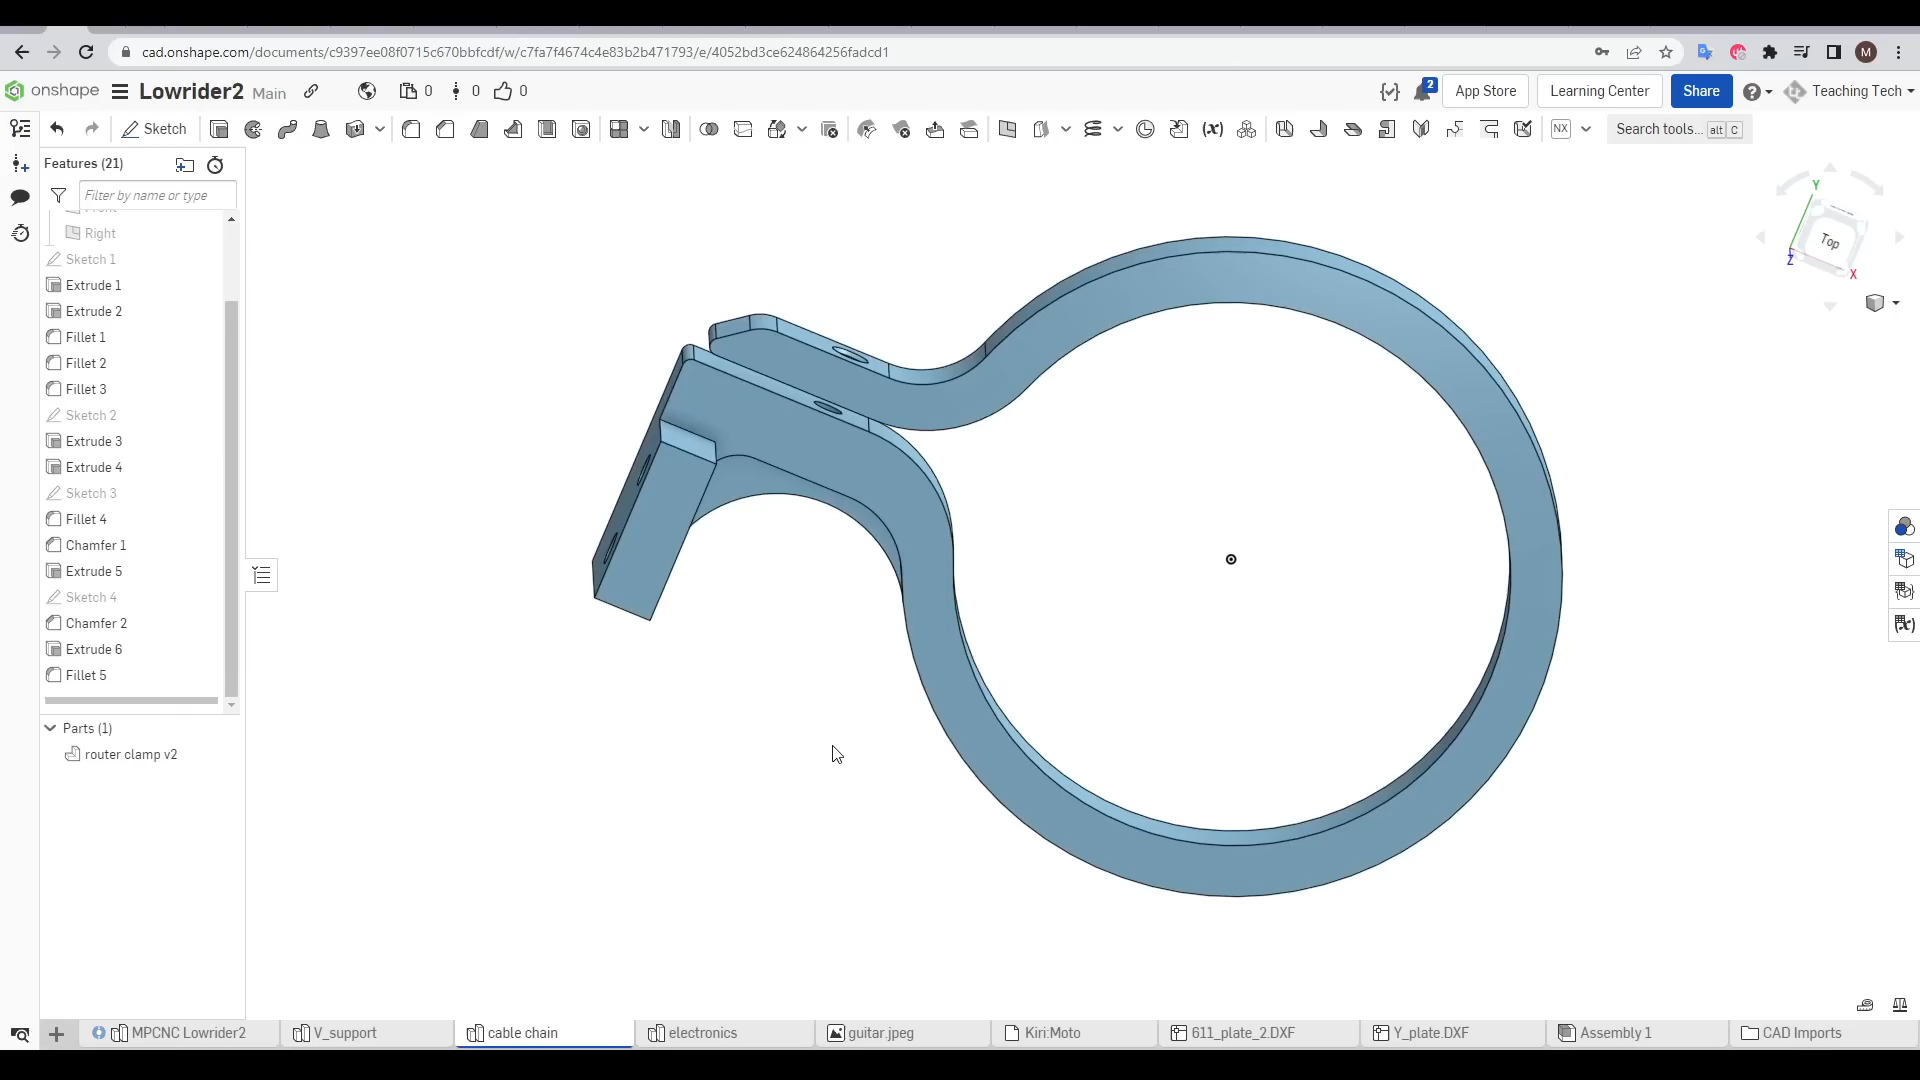 cad.onshape.com/documents/c9397ee08f0715c670bbfcdf/w/c7fa7f4674c4e83b2b471793/e/4052bd3ce624864256fadcd1
M
onshape
Lowrider2 Main
0
0
0
2
App Store
Learning Center
Share
Teaching Tech
Sketch
NX
Search tools... alt C
Features (21)
Filter by name or type
Front
Right
Sketch 1
Extrude 1
Extrude 2
Fillet 1
Fillet 2
Fillet 3
Sketch 2
Extrude 3
Extrude 4
Sketch 3
Fillet 4
Chamfer 1
Extrude 5
Sketch 4
Chamfer 2
Extrude 6
Fillet 5
Parts (1)
router clamp v2
Y
Top
Z
X
MPCNC Lowrider2
V_support
cable chain
electronics
guitar.jpeg
Kiri:Moto
611_plate_2.DXF
Y_plate.DXF
Assembly 1
CAD Imports